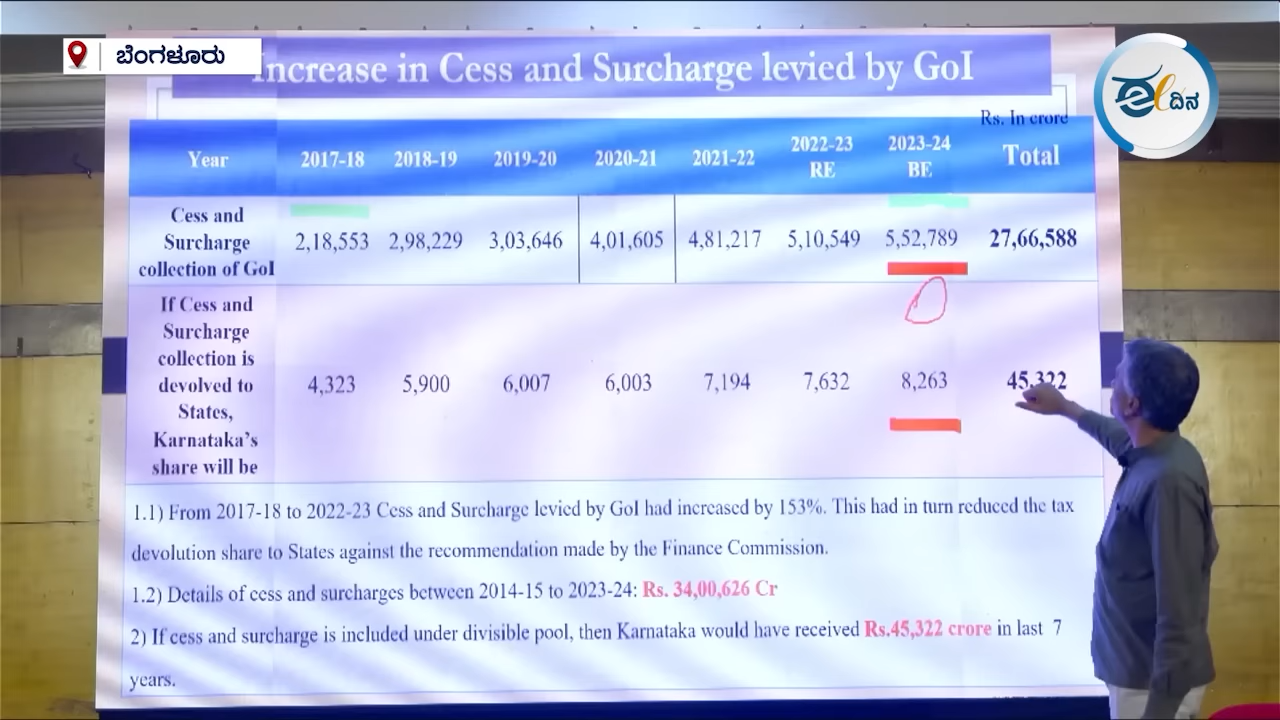 ಬೆಂಗಳೂರು
eದಿನ
Increase in Cess and Surcharge levied by GoI
Rs. In crore
Year 2017-18 2018-19 2019-20 2020-21 2021-22 2022-23 RE 2023-24 BE Total
Cess and Surcharge collection of GoI 2,18,553 2,98,229 3,03,646 4,01,605 4,81,217 5,10,549 5,52,789 27,66,588
If Cess and Surcharge collection is devolved to States, Karnataka’s share will be 4,323 5,900 6,007 6,003 7,194 7,632 8,263 45,322
1.1) From 2017-18 to 2022-23 Cess and Surcharge levied by GoI had increased by 153%. This had in turn reduced the tax
devolution share to States against the recommendation made by the Finance Commission.
1.2) Details of cess and surcharges between 2014-15 to 2023-24: Rs. 34,00,626 Cr
2) If cess and surcharge is included under divisible pool, then Karnataka would have received Rs.45,322 crore in last 7
years.